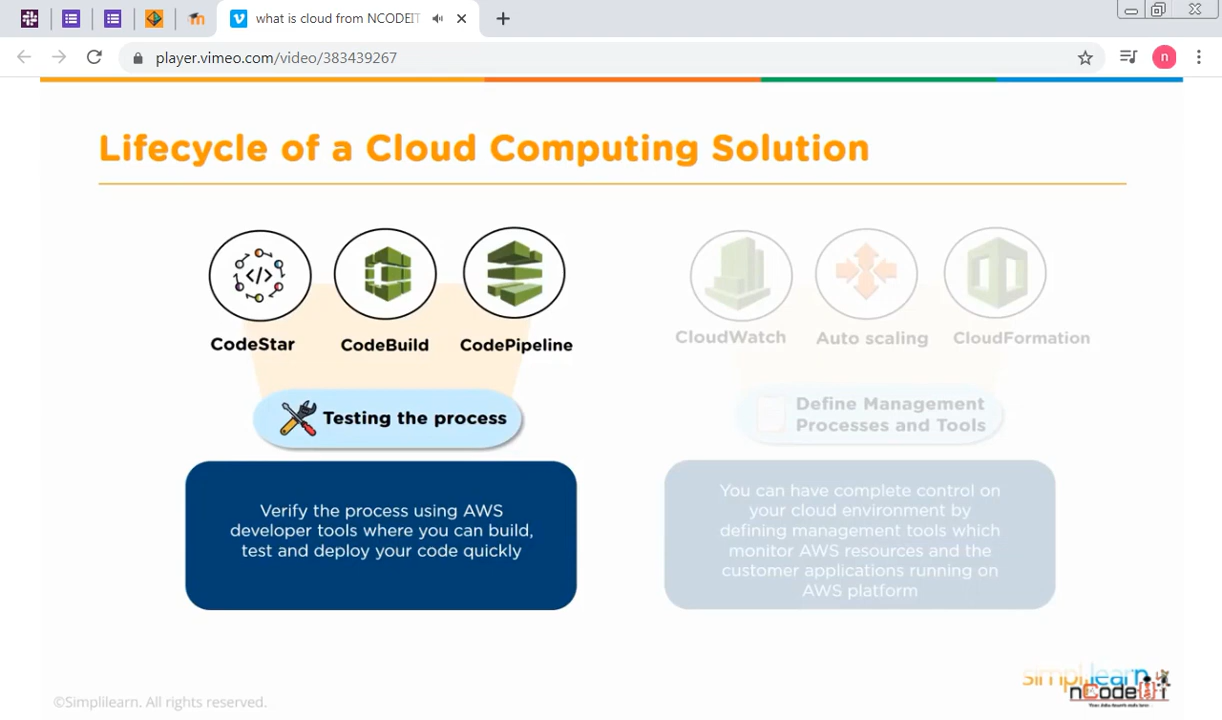 what is cloud from NCODEIT
player.vimeo.com/video/383439267
n
Lifecycle of a Cloud Computing Solution
</>
CodeStar
CodeBuild
CodePipeline
Testing the process
Verify the process using AWS
developer tools where you can build,
test and deploy your code quickly
CloudWatch
Auto scaling
CloudFormation
Define Management
Processes and Tools
You can have complete control on
your cloud environment by
defining management tools which
monitor AWS resources and the
customer applications running on
AWS platform
©Simplilearn. All rights reserved.
simplilearn